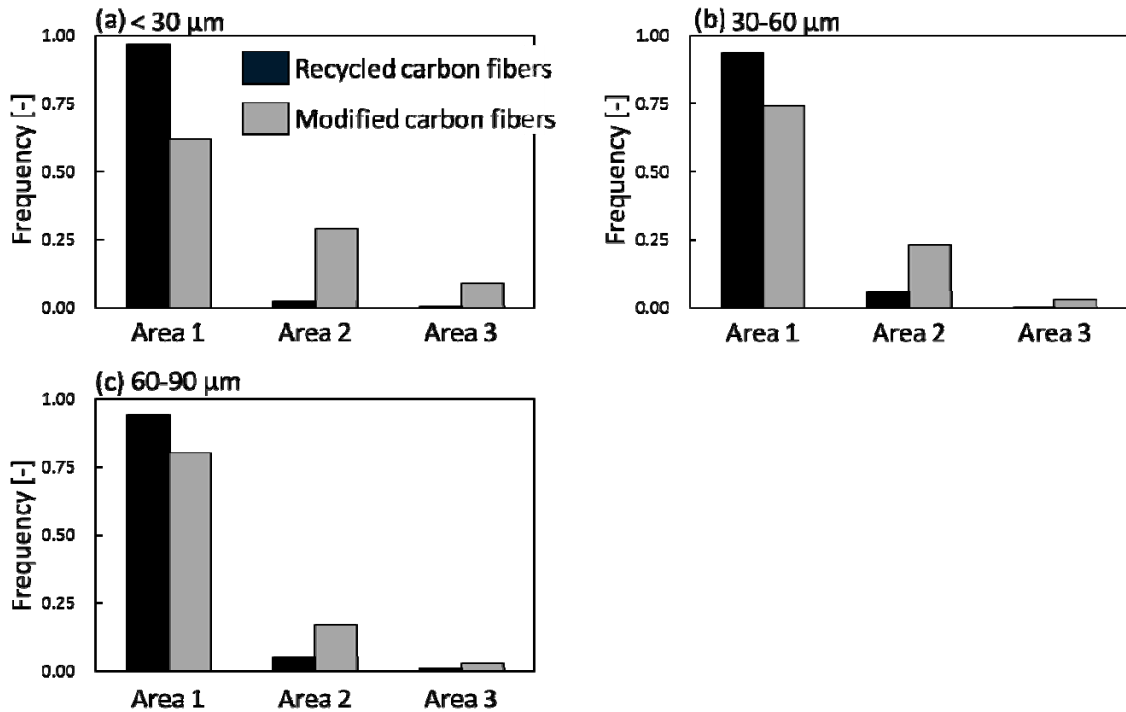 (a) < 30 µm
1.00
0.75
0.50
0.25
0.00
Frequency [-]
Recycled carbon fibers
Modified carbon fibers
Area 1 Area 2 Area 3
(b) 30-60 µm
1.00
0.75
0.50
0.25
0.00
Frequency [-]
Area 1 Area 2 Area 3
(c) 60-90 µm
1.00
0.75
0.50
0.25
0.00
Frequency [-]
Area 1 Area 2 Area 3